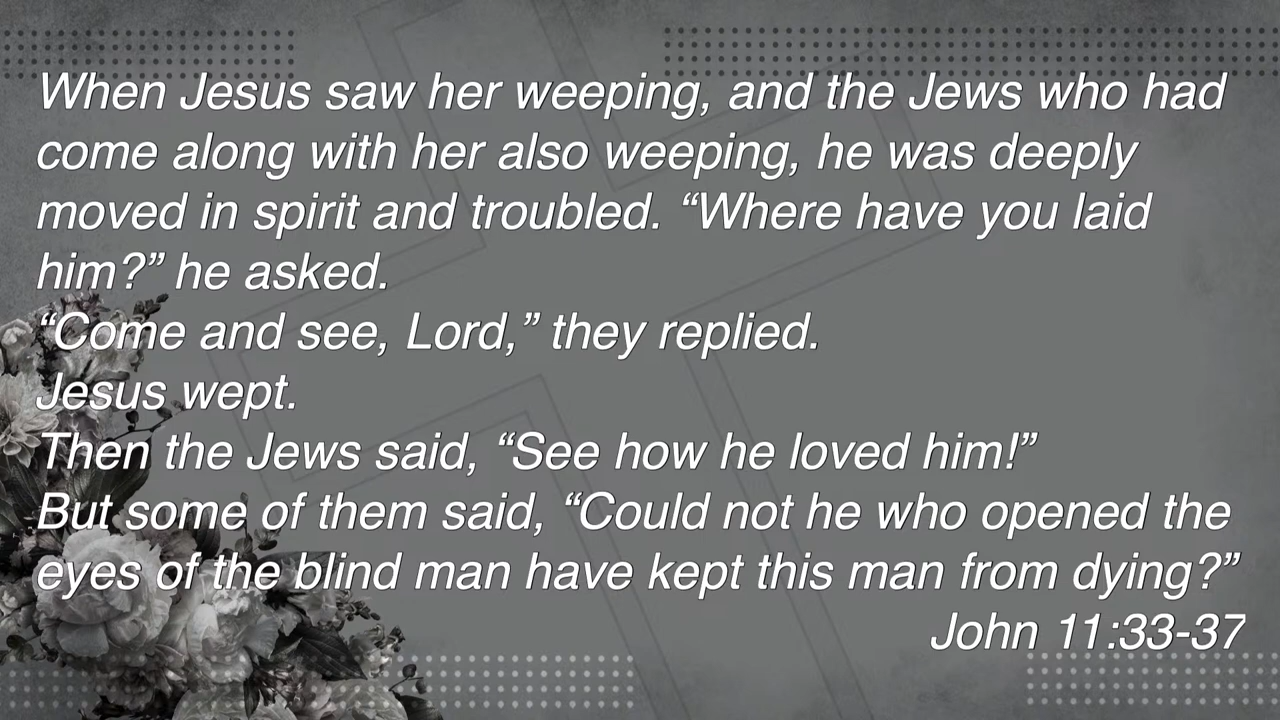 When Jesus saw her weeping, and the Jews who had
come along with her also weeping, he was deeply
moved in spirit and troubled. “Where have you laid
him?” he asked.
“Come and see, Lord,” they replied.
Jesus wept.
Then the Jews said, “See how he loved him!”
But some of them said, “Could not he who opened the
eyes of the blind man have kept this man from dying?”
John 11:33-37